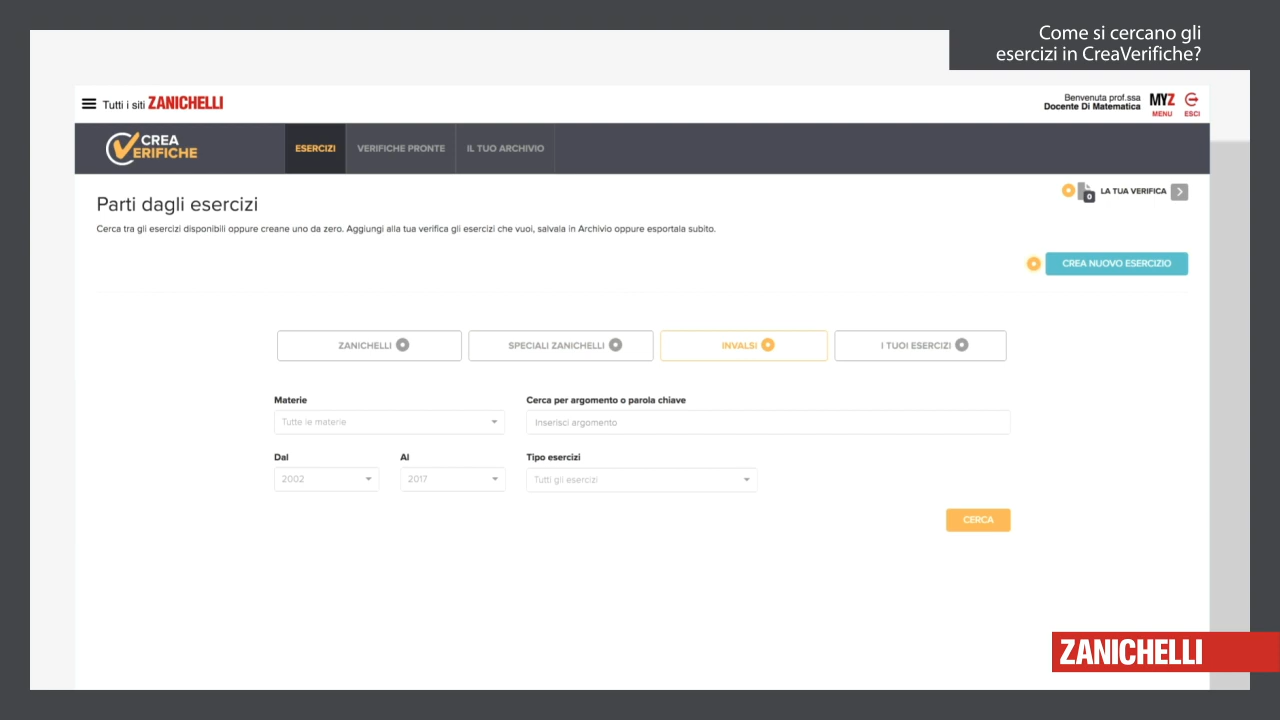 Come si cercano gli
esercizi in CreaVerifiche?
Tutti i siti ZANICHELLI
Benvenuta prof.ssa
Docente Di Matematica
MYZ
MENU
ESCI
CREA
VERIFICHE
ESERCIZI
VERIFICHE PRONTE
IL TUO ARCHIVIO
0
LA TUA VERIFICA
Parti dagli esercizi
Cerca tra gli esercizi disponibili oppure creane uno da zero. Aggiungi alla tua verifica gli esercizi che vuoi, salvala in Archivio oppure esportala subito.
CREA NUOVO ESERCIZIO
ZANICHELLI
SPECIALI ZANICHELLI
INVALSI
I TUOI ESERCIZI
Materie
Cerca per argomento o parola chiave
Tutte le materie
Inserisci argomento
Dal
Al
Tipo esercizi
2002
2017
Tutti gli esercizi
CERCA
ZANICHELLI